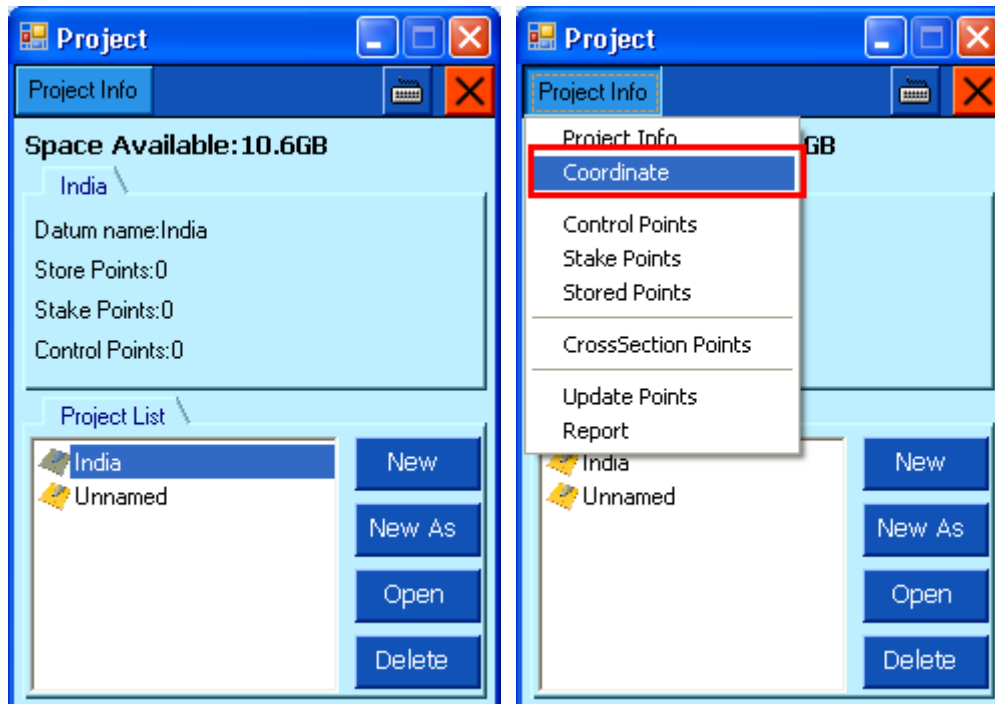 Project
Project Info
Space Available:10.6GB
India
Datum name:India
Store Points:0
Stake Points:0
Control Points:0
Project List
India
Unnamed
New
New As
Open
Delete
Project
Project Info
GB
Project Info
Coordinate
Control Points
Stake Points
Stored Points
CrossSection Points
Update Points
Report
India
Unnamed
New
New As
Open
Delete